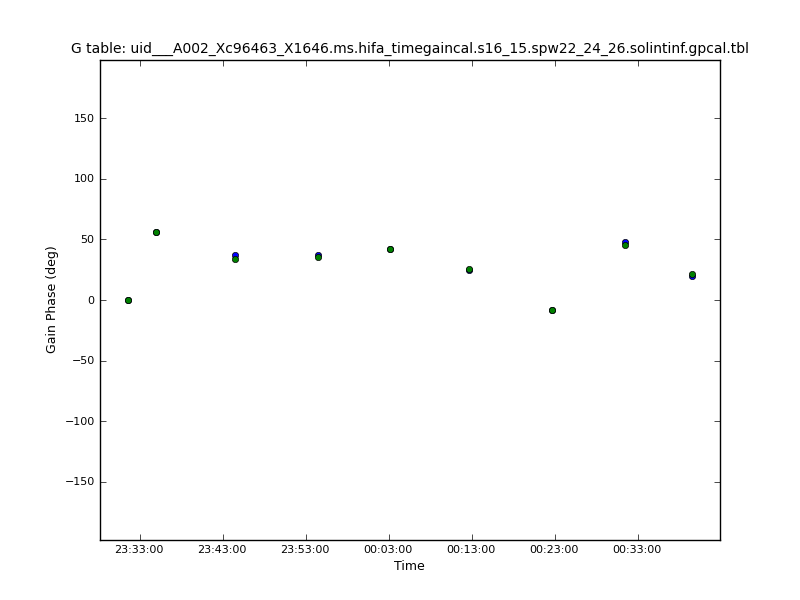 G table: uid___A002_Xc96463_X1646.ms.hifa_timegaincal.s16_15.spw22_24_26.solintinf.gpcal.tbl
150
100
50
0
−50
−100
−150
Gain Phase (deg)
23:33:00 23:43:00 23:53:00 00:03:00 00:13:00 00:23:00 00:33:00
Time